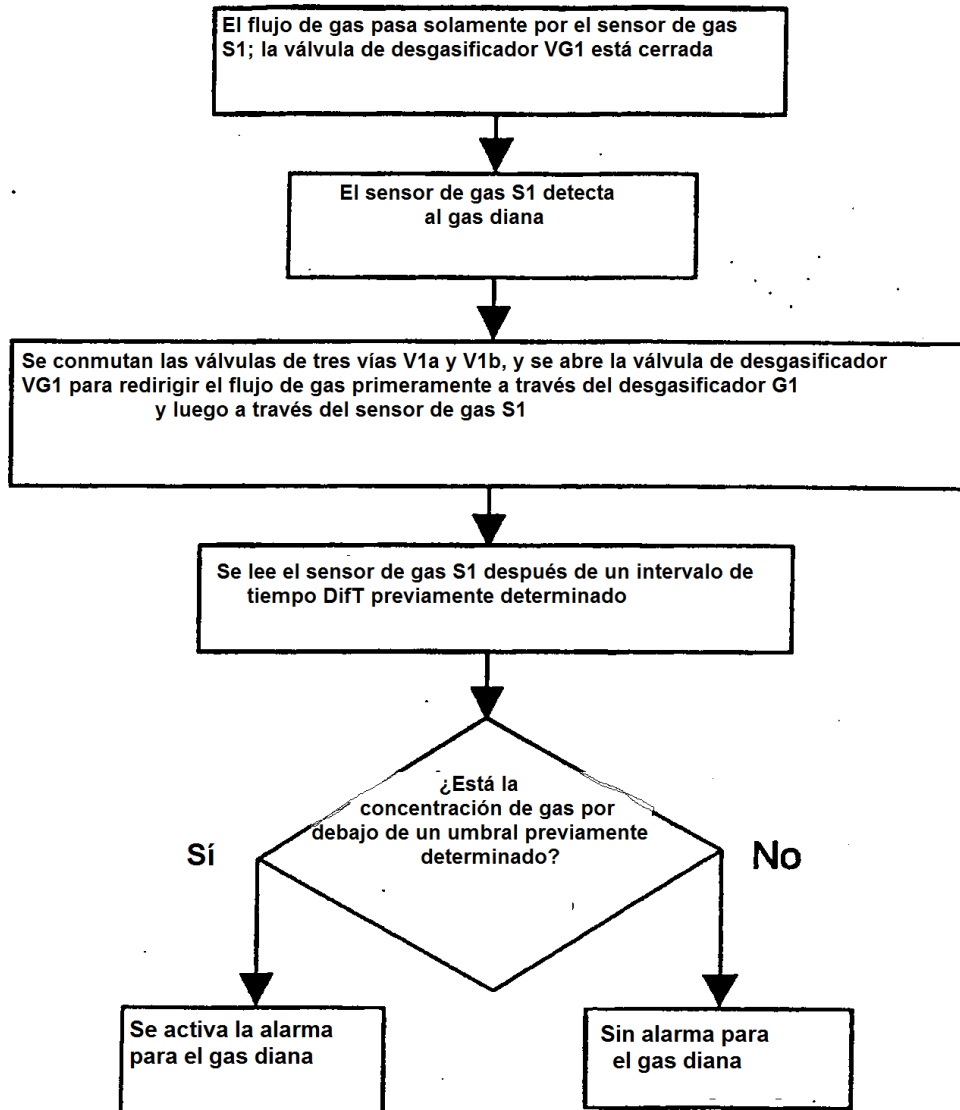 El flujo de gas pasa solamente por el sensor de gas
S1; la válvula de desgasificador VG1 está cerrada
El sensor de gas S1 detecta
al gas diana
Se conmutan las válvulas de tres vías V1a y V1b, y se abre la válvula de desgasificador
VG1 para redirigir el flujo de gas primeramente a través del desgasificador G1
y luego a través del sensor de gas S1
Se lee el sensor de gas S1 después de un intervalo de
tiempo DifT previamente determinado
¿Está la
concentración de gas por
debajo de un umbral previamente
determinado?
Sí
No
Se activa la alarma
para el gas diana
Sin alarma para
el gas diana